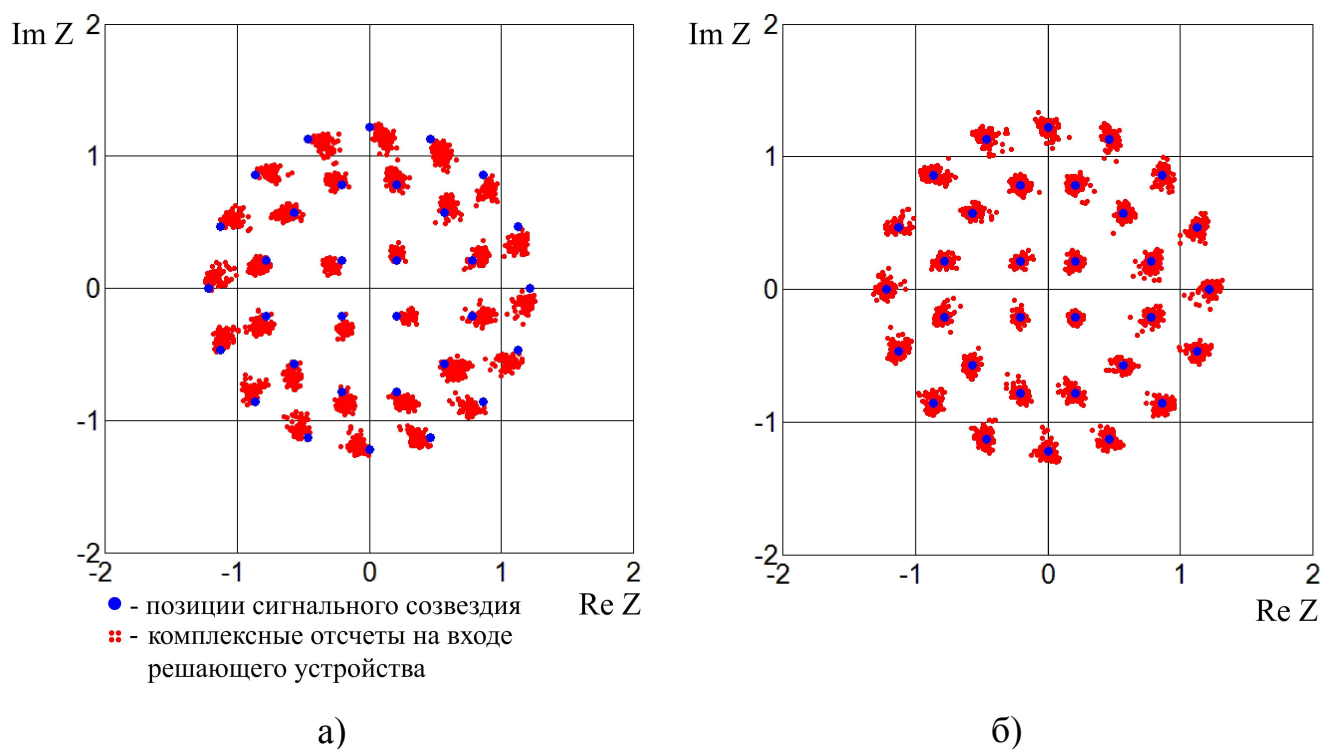 Im Z
2
1
0
-1
-2
-2
-1
0
1
2
Re Z
- позиции сигнального созвездия
- комплексные отсчеты на входе
решающего устройства
а)
Im Z
2
1
0
-1
-2
-2
-1
0
1
2
Re Z
б)